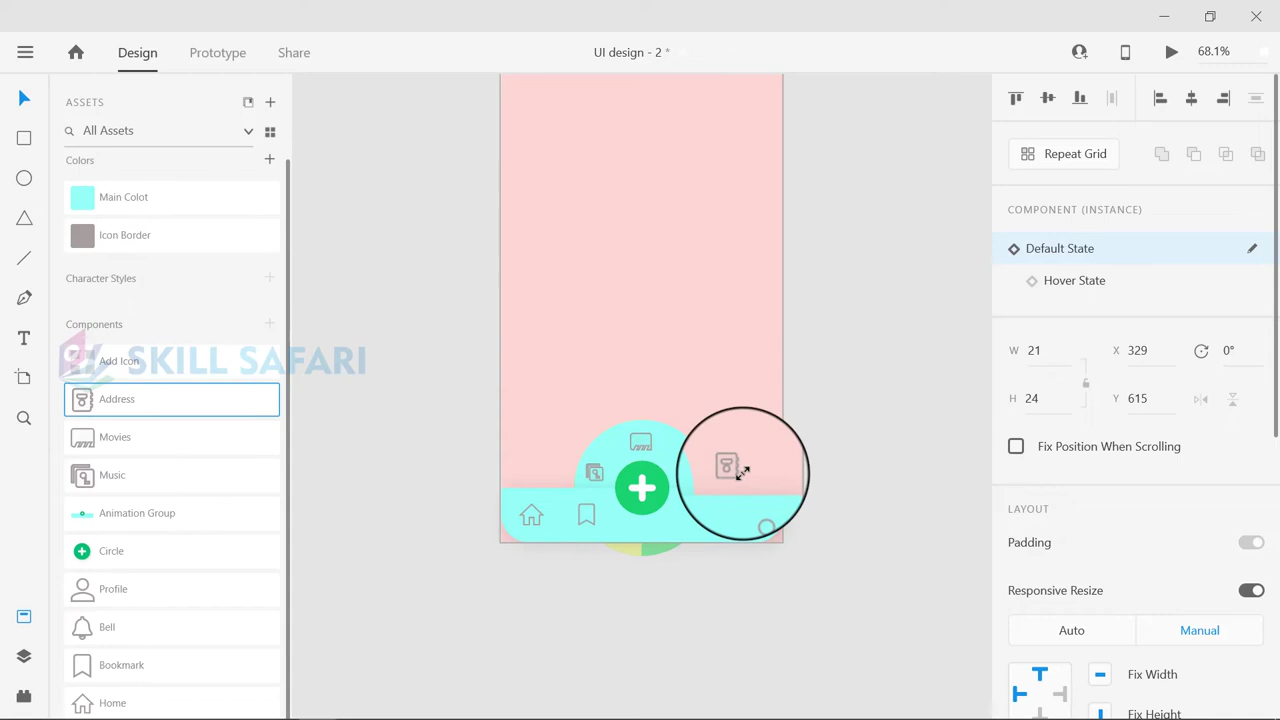 Design
Prototype
Share
UI design - 2 *
68.1%
ASSETS
All Assets
Colors
Main Colot
Icon Border
Character Styles
Components
Add Icon
Address
Movies
Music
Animation Group
Circle
Profile
Bell
Bookmark
Home
SKILL SAFARI
Repeat Grid
COMPONENT (INSTANCE)
Default State
Hover State
W 21 X 329 0°
H 24 Y 615
Fix Position When Scrolling
LAYOUT
Padding
Responsive Resize
Auto Manual
Fix Width
Fix Height